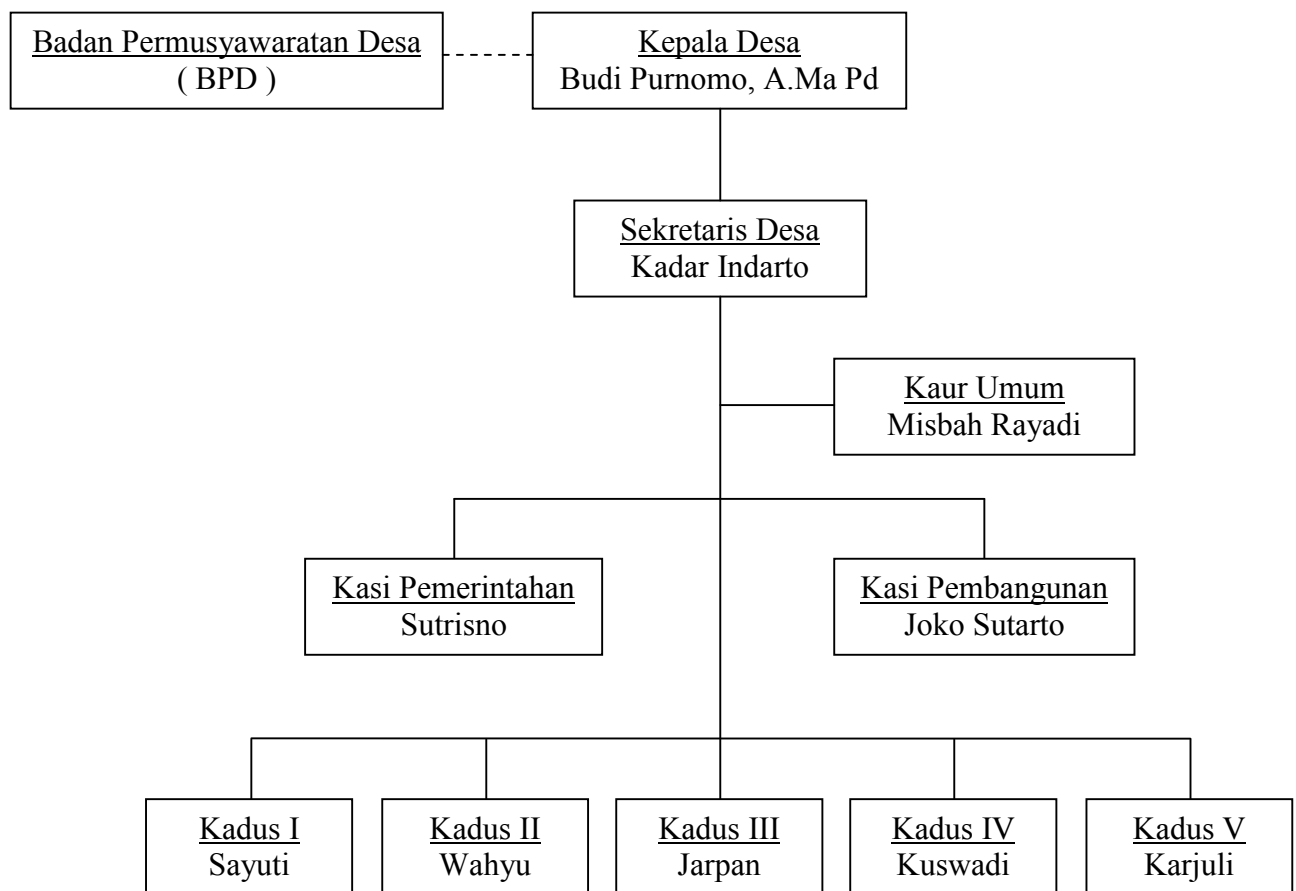 Badan Permusyawaratan Desa
( BPD )
Kepala Desa
Budi Purnomo, A.Ma Pd
Sekretaris Desa
Kadar Indarto
Kaur Umum
Misbah Rayadi
Kasi Pemerintahan
Sutrisno
Kasi Pembangunan
Joko Sutarto
Kadus I
Sayuti
Kadus II
Wahyu
Kadus III
Jarpan
Kadus IV
Kuswadi
Kadus V
Karjuli